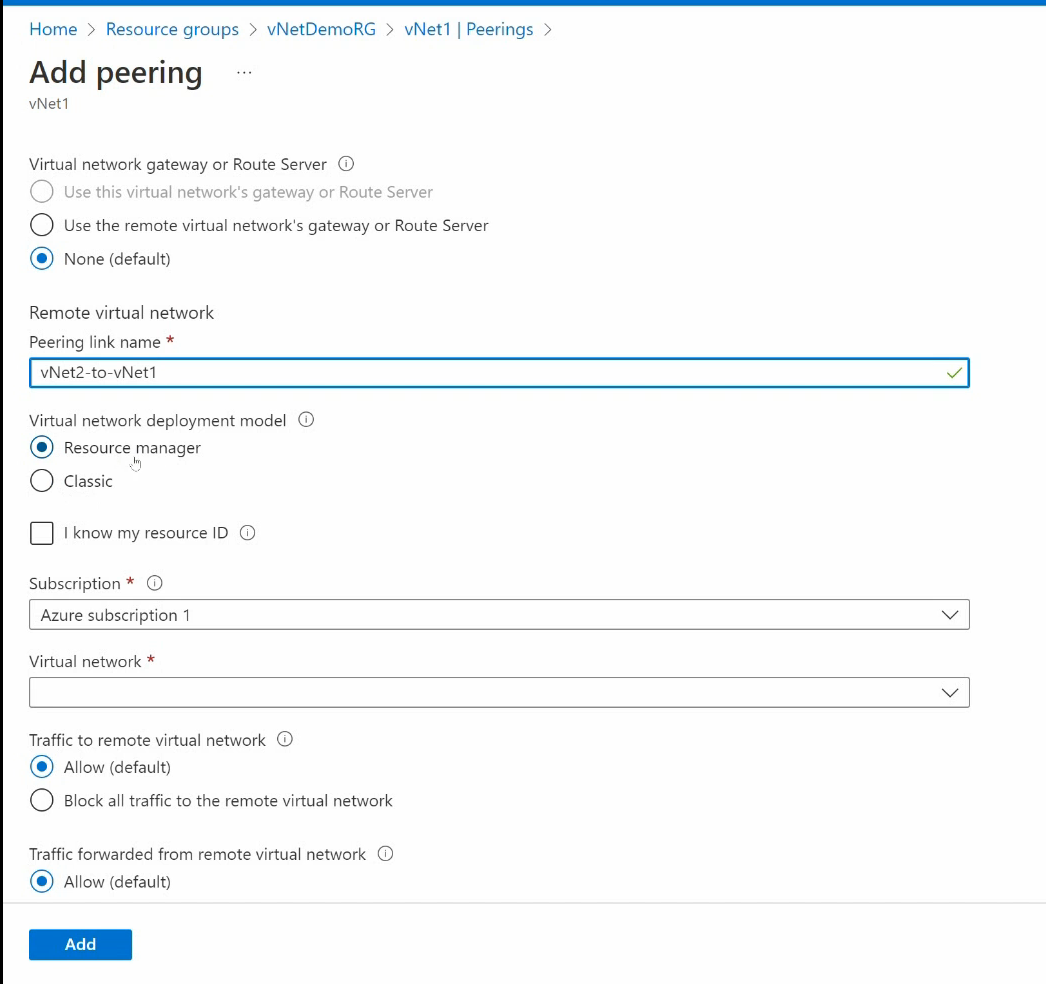 Home > Resource groups > vNetDemoRG > vNet1 | Peerings >
Add peering ...
vNet1
Virtual network gateway or Route Server
Use this virtual network's gateway or Route Server
Use the remote virtual network's gateway or Route Server
None (default)
Remote virtual network
Peering link name *
vNet2-to-vNet1
Virtual network deployment model
Resource manager
Classic
I know my resource ID
Subscription *
Azure subscription 1
Virtual network *
Traffic to remote virtual network
Allow (default)
Block all traffic to the remote virtual network
Traffic forwarded from remote virtual network
Allow (default)
Add